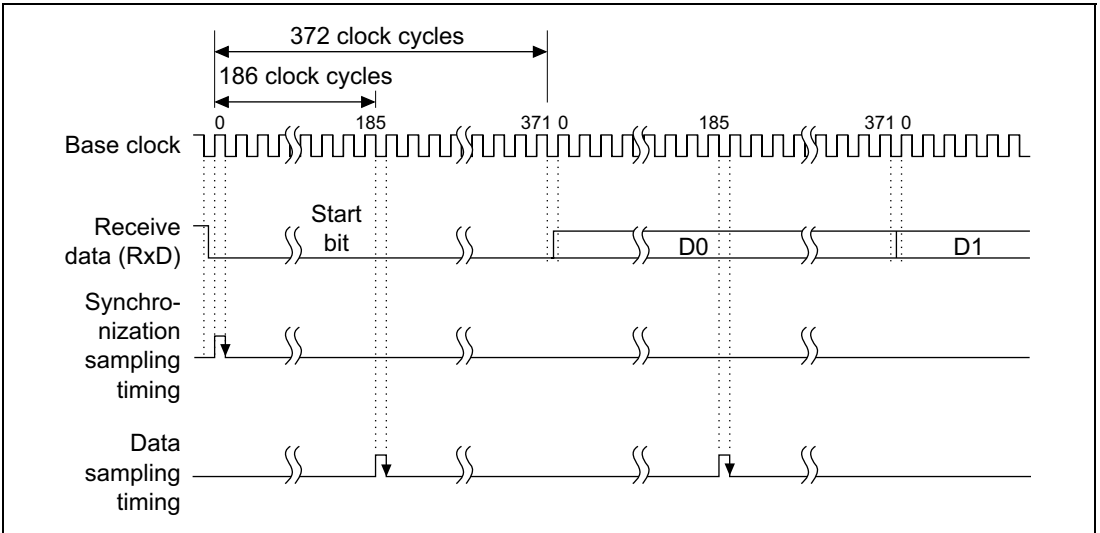 372 clock cycles
186 clock cycles
0 185 371 0 185 371 0
Base clock
Receive
data (RxD)
Start
bit
D0 D1
Synchro-
nization
sampling
timing
Data
sampling
timing